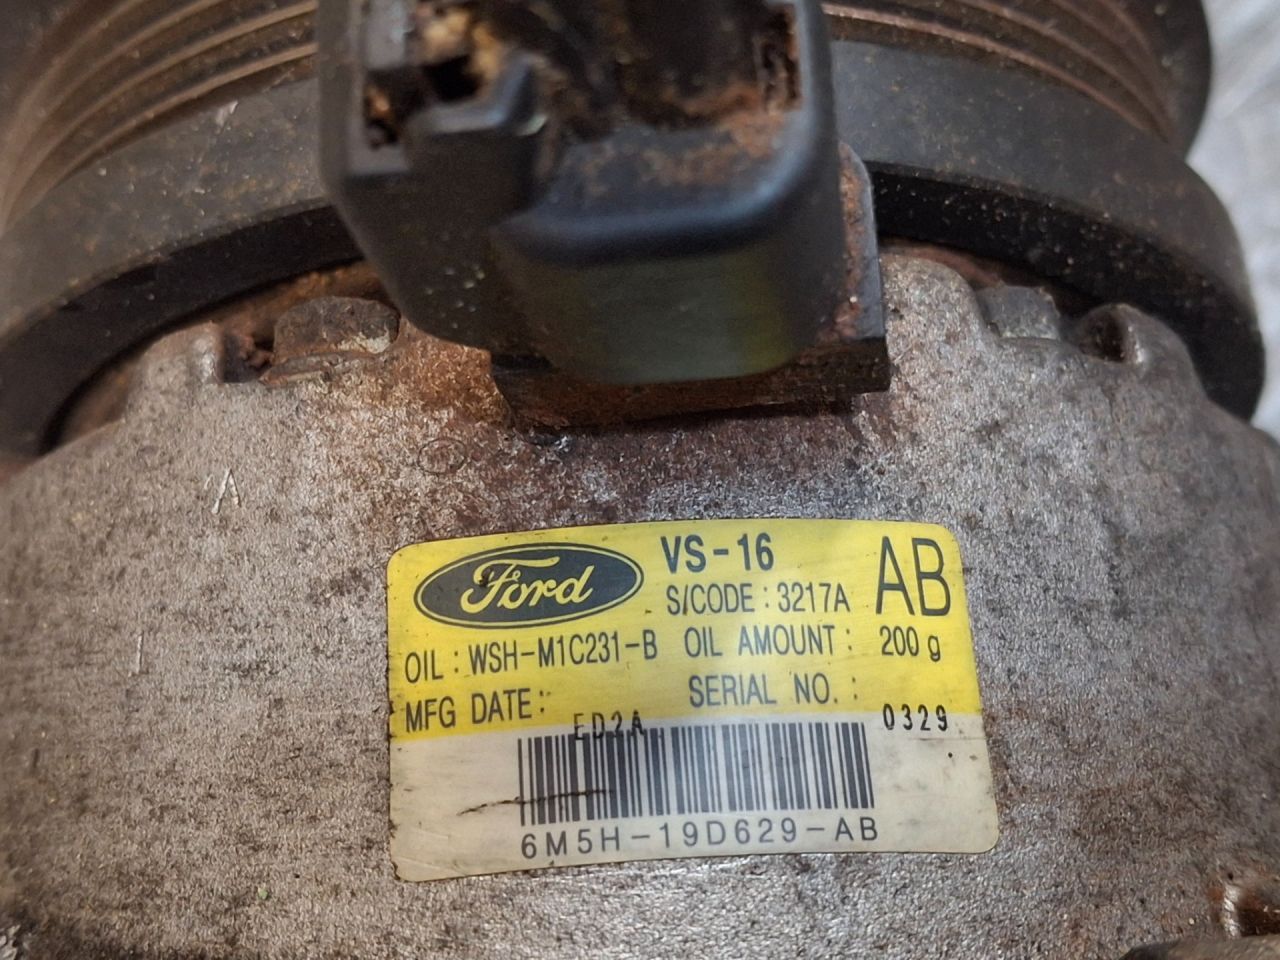 Ford VS-16 AB
S/CODE : 3217A
OIL : WSH-M1C231-B OIL AMOUNT : 200 g
MFG DATE : ED2A SERIAL NO. : 0329
6M5H-19D629-AB